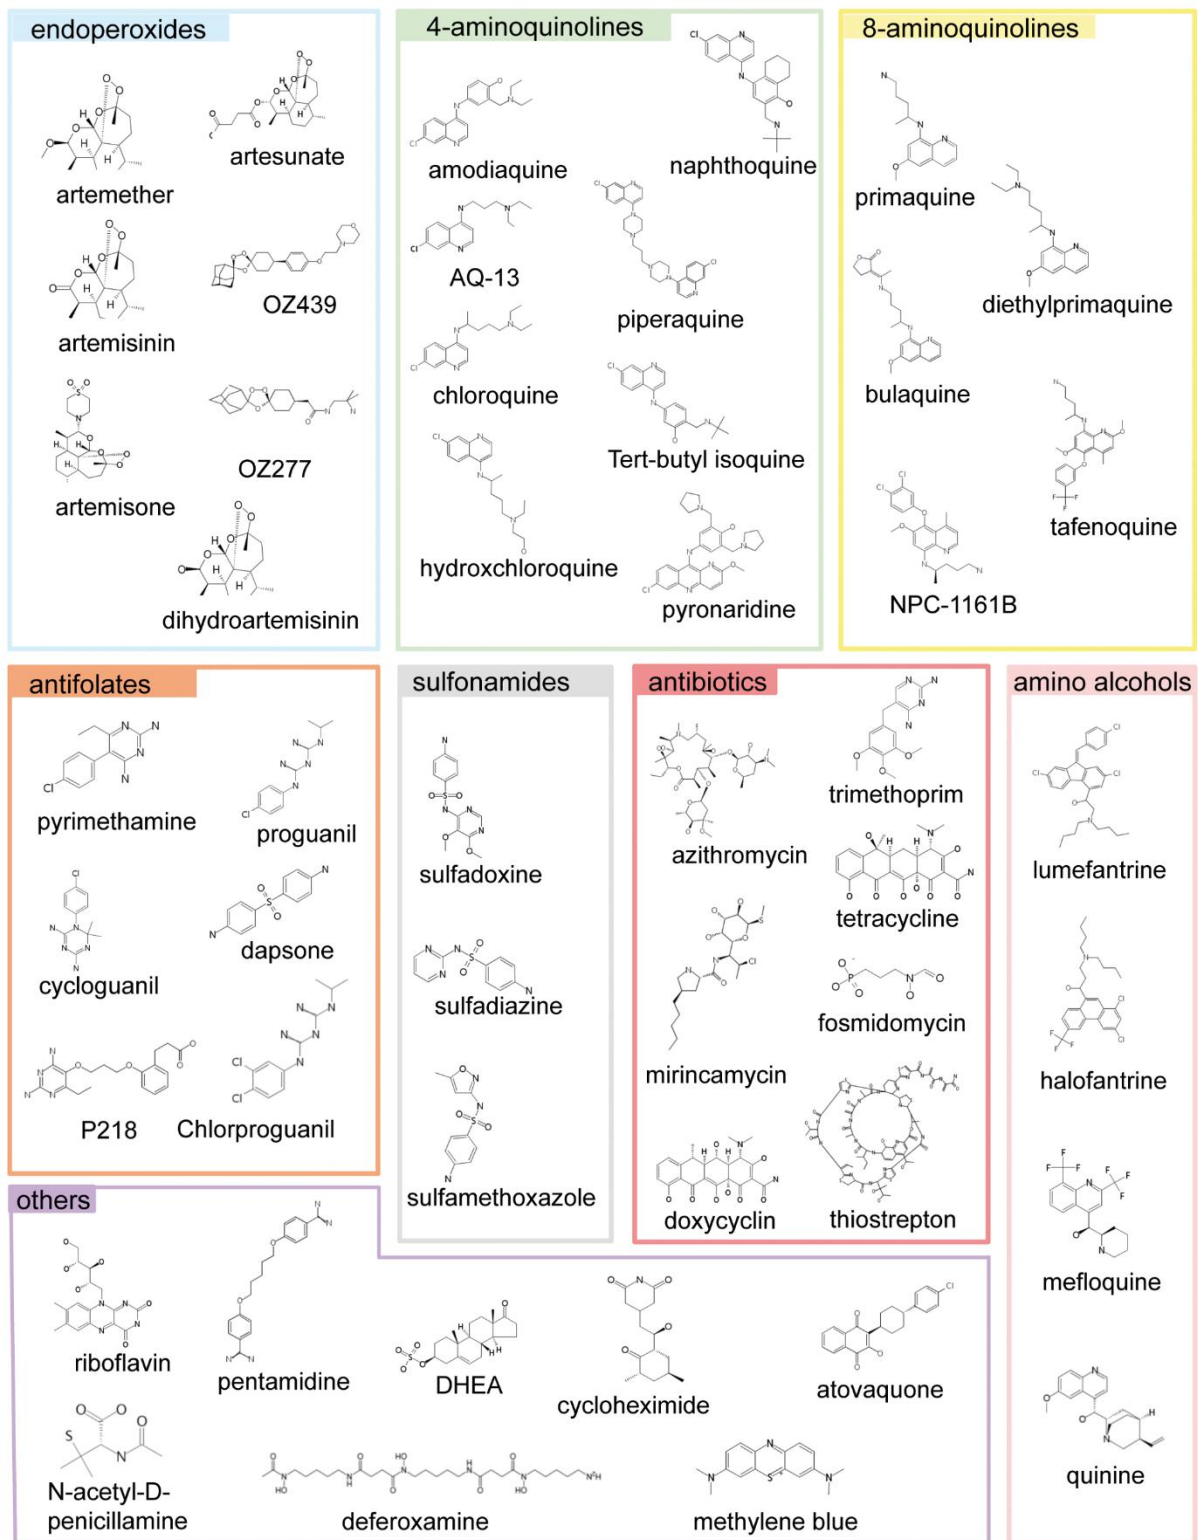 endoperoxides
artemether
artesunate
artemisinin
OZ439
artemisone
OZ277
dihydroartemisinin
4-aminoquinolines
amodiaquine
naphthoquine
AQ-13
piperaquine
chloroquine
Tert-butyl isoquine
hydroxchloroquine
pyronaridine
8-aminoquinolines
primaquine
diethylprimaquine
bulaquine
tafenoquine
NPC-1161B
antifolates
pyrimethamine
proguanil
cycloguanil
dapsone
P218
Chlorproguanil
sulfonamides
sulfadoxine
sulfadiazine
sulfamethoxazole
antibiotics
azithromycin
trimethoprim
tetracycline
mirincamycin
fosmidomycin
doxycyclin
thiostrepton
amino alcohols
lumefantrine
halofantrine
mefloquine
quinine
others
riboflavin
pentamidine
DHEA
cycloheximide
atovaquone
N-acetyl-D-
penicillamine
deferoxamine
methylene blue